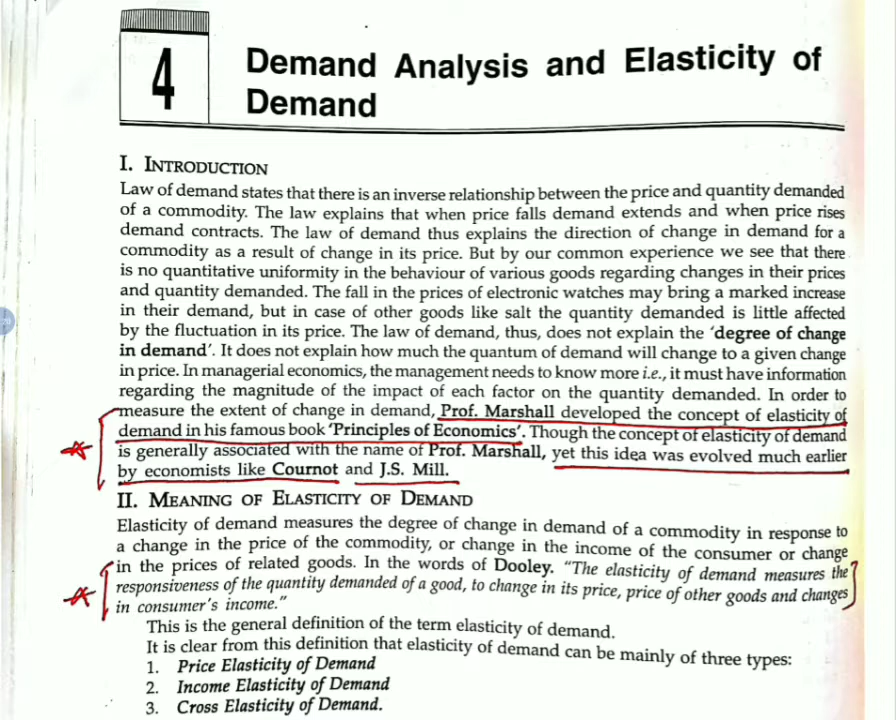 4
Demand Analysis and Elasticity of
Demand
I. INTRODUCTION
Law of demand states that there is an inverse relationship between the price and quantity demanded
of a commodity. The law explains that when price falls demand extends and when price rises
demand contracts. The law of demand thus explains the direction of change in demand for a
commodity as a result of change in its price. But by our common experience we see that there
is no quantitative uniformity in the behaviour of various goods regarding changes in their prices
and quantity demanded. The fall in the prices of electronic watches may bring a marked increase
in their demand, but in case of other goods like salt the quantity demanded is little affected
by the fluctuation in its price. The law of demand, thus, does not explain the 'degree of change
in demand'. It does not explain how much the quantum of demand will change to a given change
in price. In managerial economics, the management needs to know more i.e., it must have information
regarding the magnitude of the impact of each factor on the quantity demanded. In order to
measure the extent of change in demand, Prof. Marshall developed the concept of elasticity of
demand in his famous book 'Principles of Economics'. Though the concept of elasticity of demand
is generally associated with the name of Prof. Marshall, yet this idea was evolved much earlier
by economists like Cournot and J.S. Mill.
II. MEANING OF ELASTICITY OF DEMAND
Elasticity of demand measures the degree of change in demand of a commodity in response to
a change in the price of the commodity, or change in the income of the consumer or change
in the prices of related goods. In the words of Dooley. "The elasticity of demand measures the
responsiveness of the quantity demanded of a good, to change in its price, price of other goods and changes
in consumer's income."
This is the general definition of the term elasticity of demand.
It is clear from this definition that elasticity of demand can be mainly of three types:
1. Price Elasticity of Demand
2. Income Elasticity of Demand
3. Cross Elasticity of Demand.